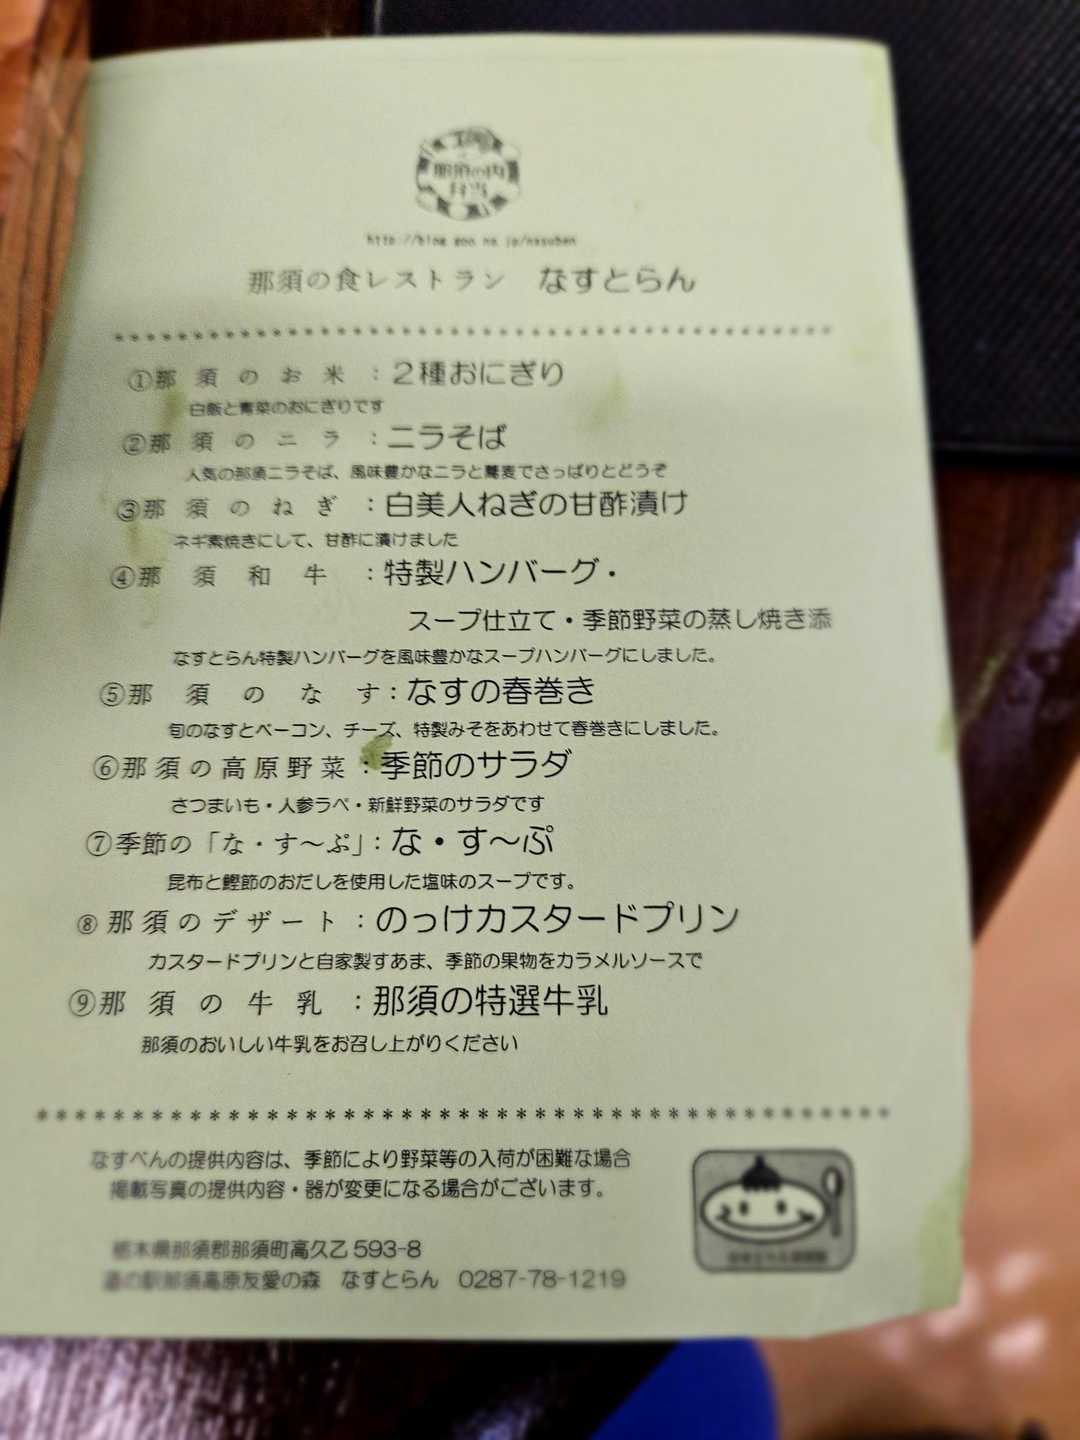 那須の内弁当
http://blog.goo.ne.jp/nasuben
那須の食レストラン なすとらん
********************************************
①那須のお米:2種おにぎり
白飯と青菜のおにぎりです
②那須のニラ:ニラそば
人気の那須ニラそば、風味豊かなニラと蕎麦でさっぱりとどうぞ
③那須のねぎ:白美人ねぎの甘酢漬け
ネギ素焼きにして、甘酢に漬けました
④那須和牛:特製ハンバーグ・
スープ仕立て・季節野菜の蒸し焼き添
なすとらん特製ハンバーグを風味豊かなスープハンバーグにしました。
⑤那須のなす:なすの春巻き
旬のなすとベーコン、チーズ、特製みそをあわせて春巻きにしました。
⑥那須の高原野菜:季節のサラダ
さつまいも・人参ラペ・新鮮野菜のサラダです
⑦季節の「な・す〜ぷ」:な・す〜ぷ
昆布と鰹節のおだしを使用した塩味のスープです。
⑧那須のデザート:のっけカスタードプリン
カスタードプリンと自家製すあま、季節の果物をカラメルソースで
⑨那須の牛乳:那須の特選牛乳
那須のおいしい牛乳をお召し上がりください
********************************************
なすべんの提供内容は、季節により野菜等の入荷が困難な場合
掲載写真の提供内容・器が変更になる場合がございます。
栃木県那須郡那須町高久乙593-8
道の駅那須高原友愛の森 なすとらん 0287-78-1219